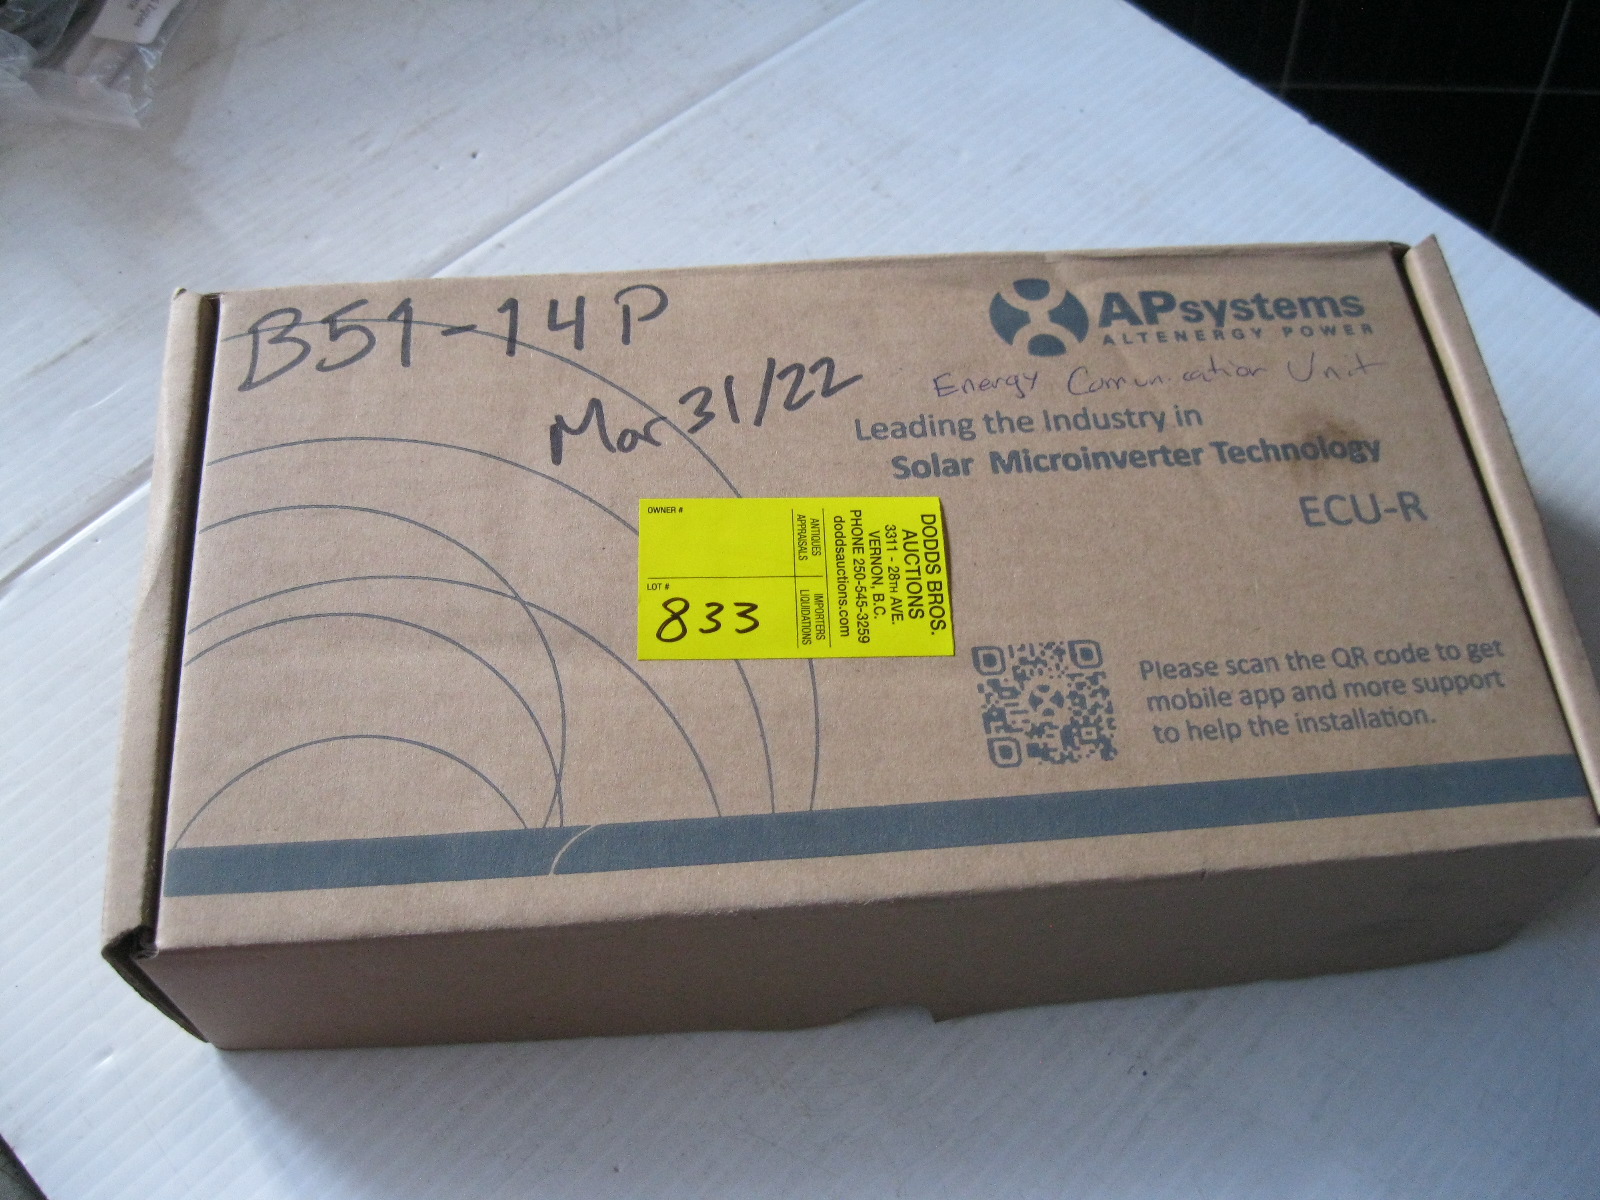 B51-14P
Mar 31/22
APsystems
ALTENERGY POWER
Energy Comunication Unit
Leading the Industry in
Solar Microinverter Technology
ECU-R
OWNER #
LOT #
833
ANTIQUES
APPRAISALS
IMPORTERS
LIQUIDATIONS
DODDS BROS.
AUCTIONS
3311 - 28TH AVE.
VERNON, B.C.
PHONE 250-545-3259
doddsauctions.com
Please scan the QR code to get
mobile app and more support
to help the installation.